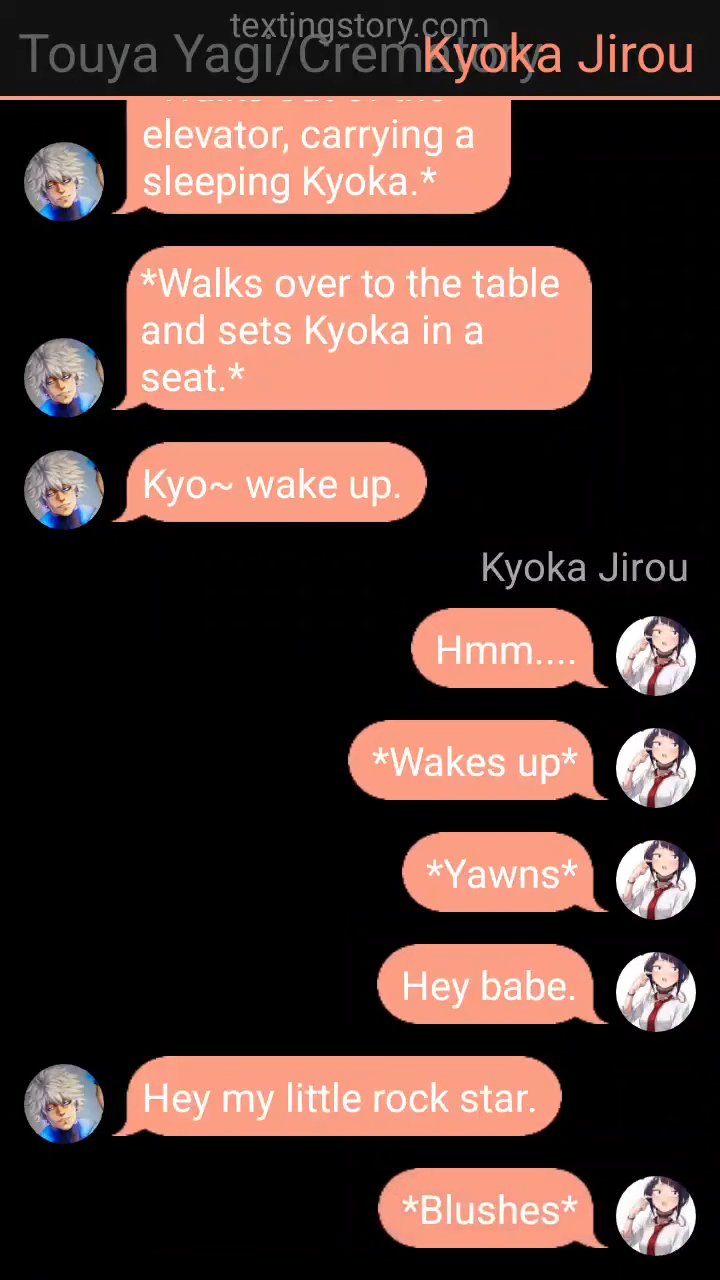 textingstory.com
Touya Yagi/Crematory
Kyoka Jirou
elevator, carrying a
sleeping Kyoka.*
*Walks over to the table
and sets Kyoka in a
seat.*
Kyo~ wake up.
Kyoka Jirou
Hmm....
*Wakes up*
*Yawns*
Hey babe.
Hey my little rock star.
*Blushes*